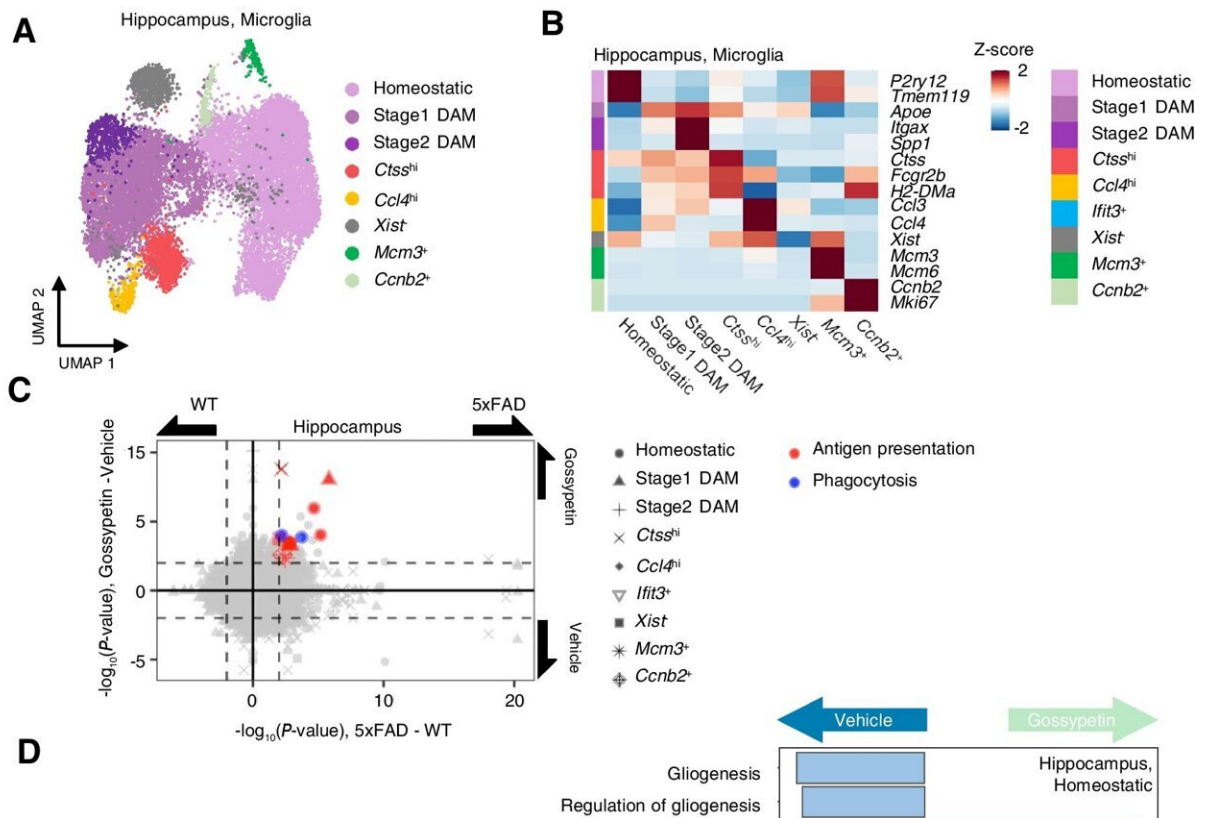 A
Hippocampus, Microglia
Homeostatic
Stage1 DAM
Stage2 DAM
Ctssʰⁱ
Ccl4ʰⁱ
Xist⁻
Mcm3⁺
Ccnb2⁺
UMAP 2
UMAP 1
B
Hippocampus, Microglia
Z-score
2
-2
P2ry12
Tmem119
Apoe
Itgax
Spp1
Ctss
Fcgr2b
H2-DMa
Ccl3
Ccl4
Xist
Mcm3
Mcm6
Ccnb2
Mki67
Homeostatic
Stage1 DAM
Stage2 DAM
Ctssʰⁱ
Ccl4ʰⁱ
Xist⁻
Mcm3⁺
Ccnb2⁺
Homeostatic
Stage1 DAM
Stage2 DAM
Ctssʰⁱ
Ccl4ʰⁱ
Ifit3⁺
Xist⁻
Mcm3⁺
Ccnb2⁺
C
WT
Hippocampus
5xFAD
-log₁₀(P-value), Gossypetin -Vehicle
15
5
0
-5
0
10
20
-log₁₀(P-value), 5xFAD - WT
Gossypetin
Vehicle
Homeostatic
Stage1 DAM
Stage2 DAM
Ctssʰⁱ
Ccl4ʰⁱ
Ifit3⁺
Xist⁻
Mcm3⁺
Ccnb2⁺
Antigen presentation
Phagocytosis
D
Vehicle
Gossypetin
Gliogenesis
Regulation of gliogenesis
Hippocampus,
Homeostatic